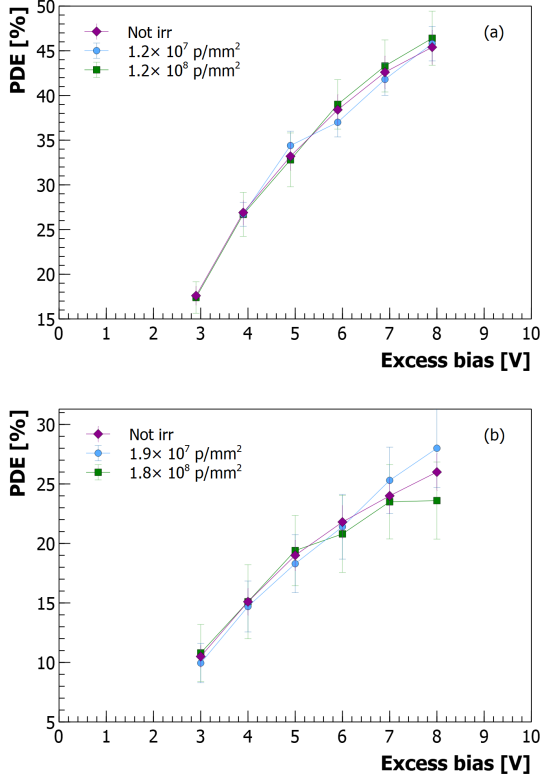 PDE [%]
50
45
40
35
30
25
20
15
Not irr
1.2× 10⁷ p/mm²
1.2× 10⁸ p/mm²
(a)
0 1 2 3 4 5 6 7 8 9 10
Excess bias [V]
PDE [%]
30
25
20
15
10
5
Not irr
1.9× 10⁷ p/mm²
1.8× 10⁸ p/mm²
(b)
0 1 2 3 4 5 6 7 8 9 10
Excess bias [V]